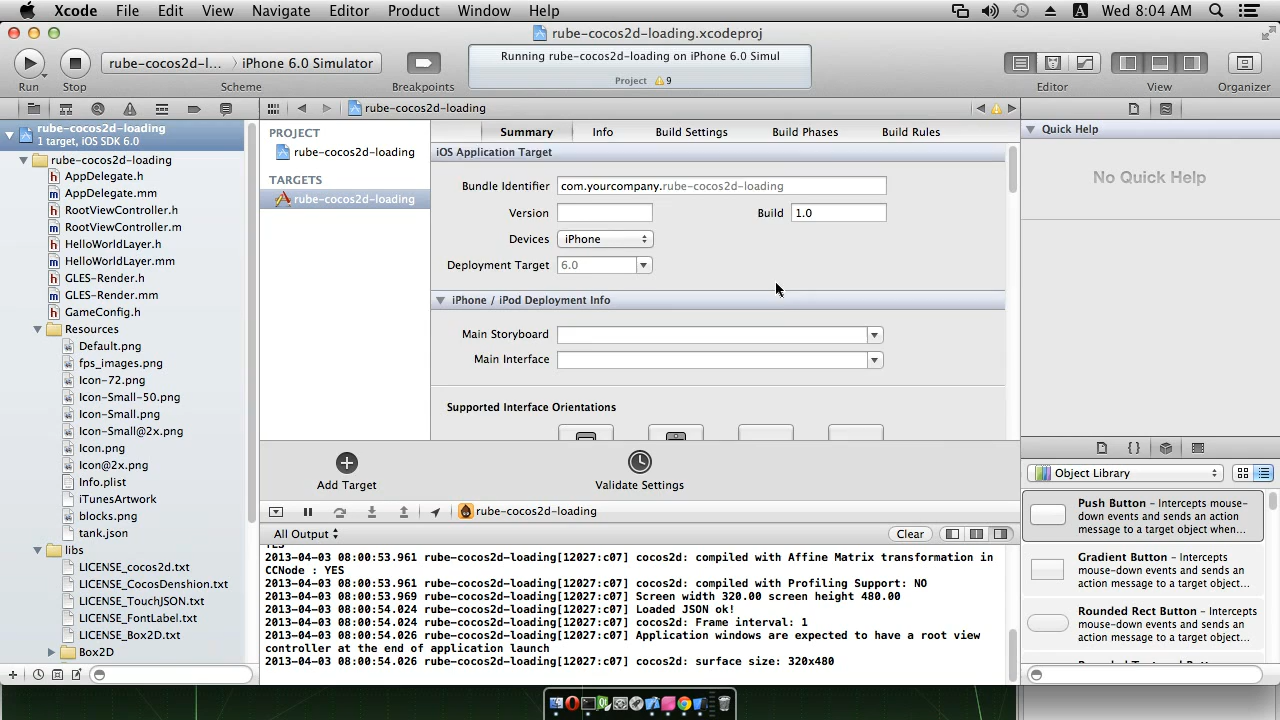 Xcode File Edit View Navigate Editor Product Window Help A Wed 8:04 AM
rube-cocos2d-loading.xcodeproj
rube-cocos2d-l... iPhone 6.0 Simulator
Running rube-cocos2d-loading on iPhone 6.0 Simul
Project 9
Run Stop Scheme Breakpoints Editor View Organizer
rube-cocos2d-loading
rube-cocos2d-loading
1 target, iOS SDK 6.0
rube-cocos2d-loading
h AppDelegate.h
m AppDelegate.mm
h RootViewController.h
m RootViewController.m
h HelloWorldLayer.h
m HelloWorldLayer.mm
h GLES-Render.h
m GLES-Render.mm
h GameConfig.h
Resources
Default.png
fps_images.png
Icon-72.png
Icon-Small-50.png
Icon-Small.png
Icon-Small@2x.png
Icon.png
Icon@2x.png
Info.plist
iTunesArtwork
blocks.png
tank.json
libs
LICENSE_cocos2d.txt
LICENSE_CocosDenshion.txt
LICENSE_TouchJSON.txt
LICENSE_FontLabel.txt
LICENSE_Box2D.txt
Box2D
PROJECT
rube-cocos2d-loading
TARGETS
rube-cocos2d-loading
Summary Info Build Settings Build Phases Build Rules
iOS Application Target
Bundle Identifier com.yourcompany.rube-cocos2d-loading
Version Build 1.0
Devices iPhone
Deployment Target 6.0
iPhone / iPod Deployment Info
Main Storyboard
Main Interface
Supported Interface Orientations
Add Target Validate Settings
rube-cocos2d-loading
All Output Clear
YES
2013-04-03 08:00:53.961 rube-cocos2d-loading[12027:c07] cocos2d: compiled with Affine Matrix transformation in
CCNode : YES
2013-04-03 08:00:53.961 rube-cocos2d-loading[12027:c07] cocos2d: compiled with Profiling Support: NO
2013-04-03 08:00:53.969 rube-cocos2d-loading[12027:c07] Screen width 320.00 screen height 480.00
2013-04-03 08:00:54.024 rube-cocos2d-loading[12027:c07] Loaded JSON ok!
2013-04-03 08:00:54.024 rube-cocos2d-loading[12027:c07] cocos2d: Frame interval: 1
2013-04-03 08:00:54.026 rube-cocos2d-loading[12027:c07] Application windows are expected to have a root view
controller at the end of application launch
2013-04-03 08:00:54.026 rube-cocos2d-loading[12027:c07] cocos2d: surface size: 320x480
Quick Help
No Quick Help
{}
Object Library
Push Button – Intercepts mouse-
down events and sends an action
message to a target object when...
Gradient Button – Intercepts
mouse-down events and sends an
action message to a target object...
Rounded Rect Button – Intercepts
mouse-down events and sends an
action message to a target object...